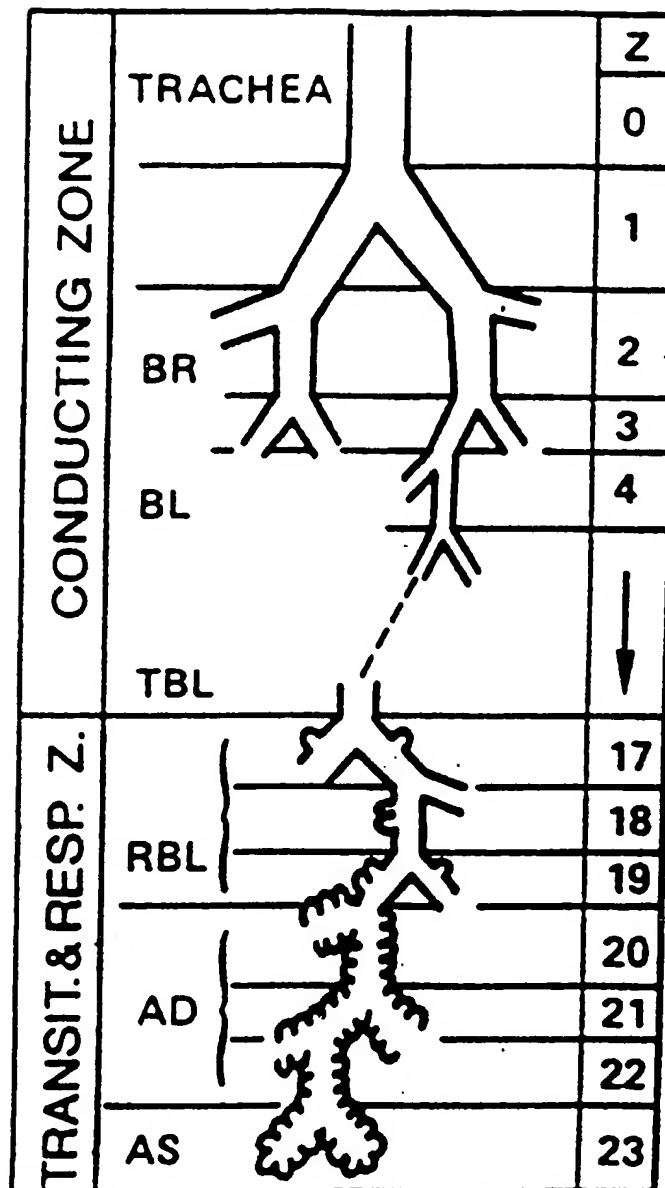 Z
TRACHEA
0
1
BR
2
3
BL
4
TBL
17
18
RBL
19
20
AD
21
22
AS
23
CONDUCTING ZONE
TRANSIT. & RESP. Z.